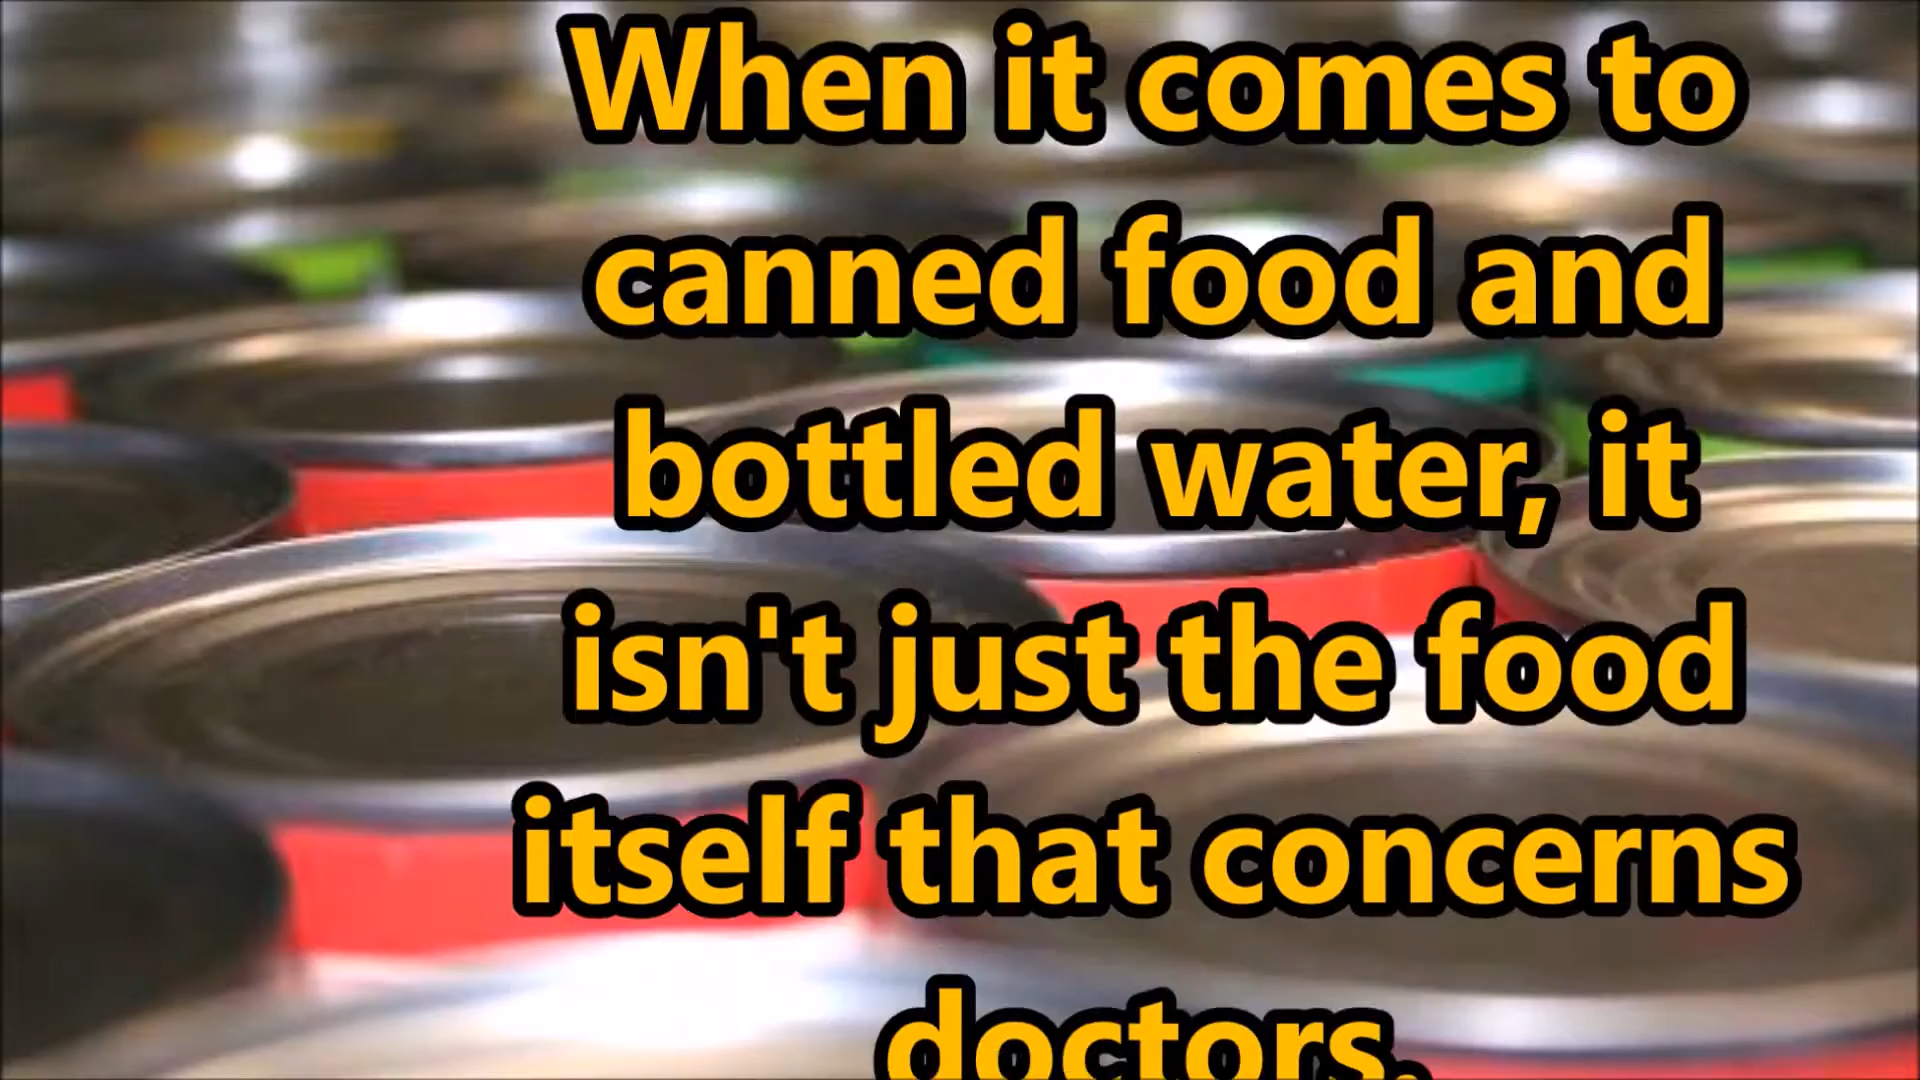 When it comes to
canned food and
bottled water, it
isn't just the food
itself that concerns
doctors.